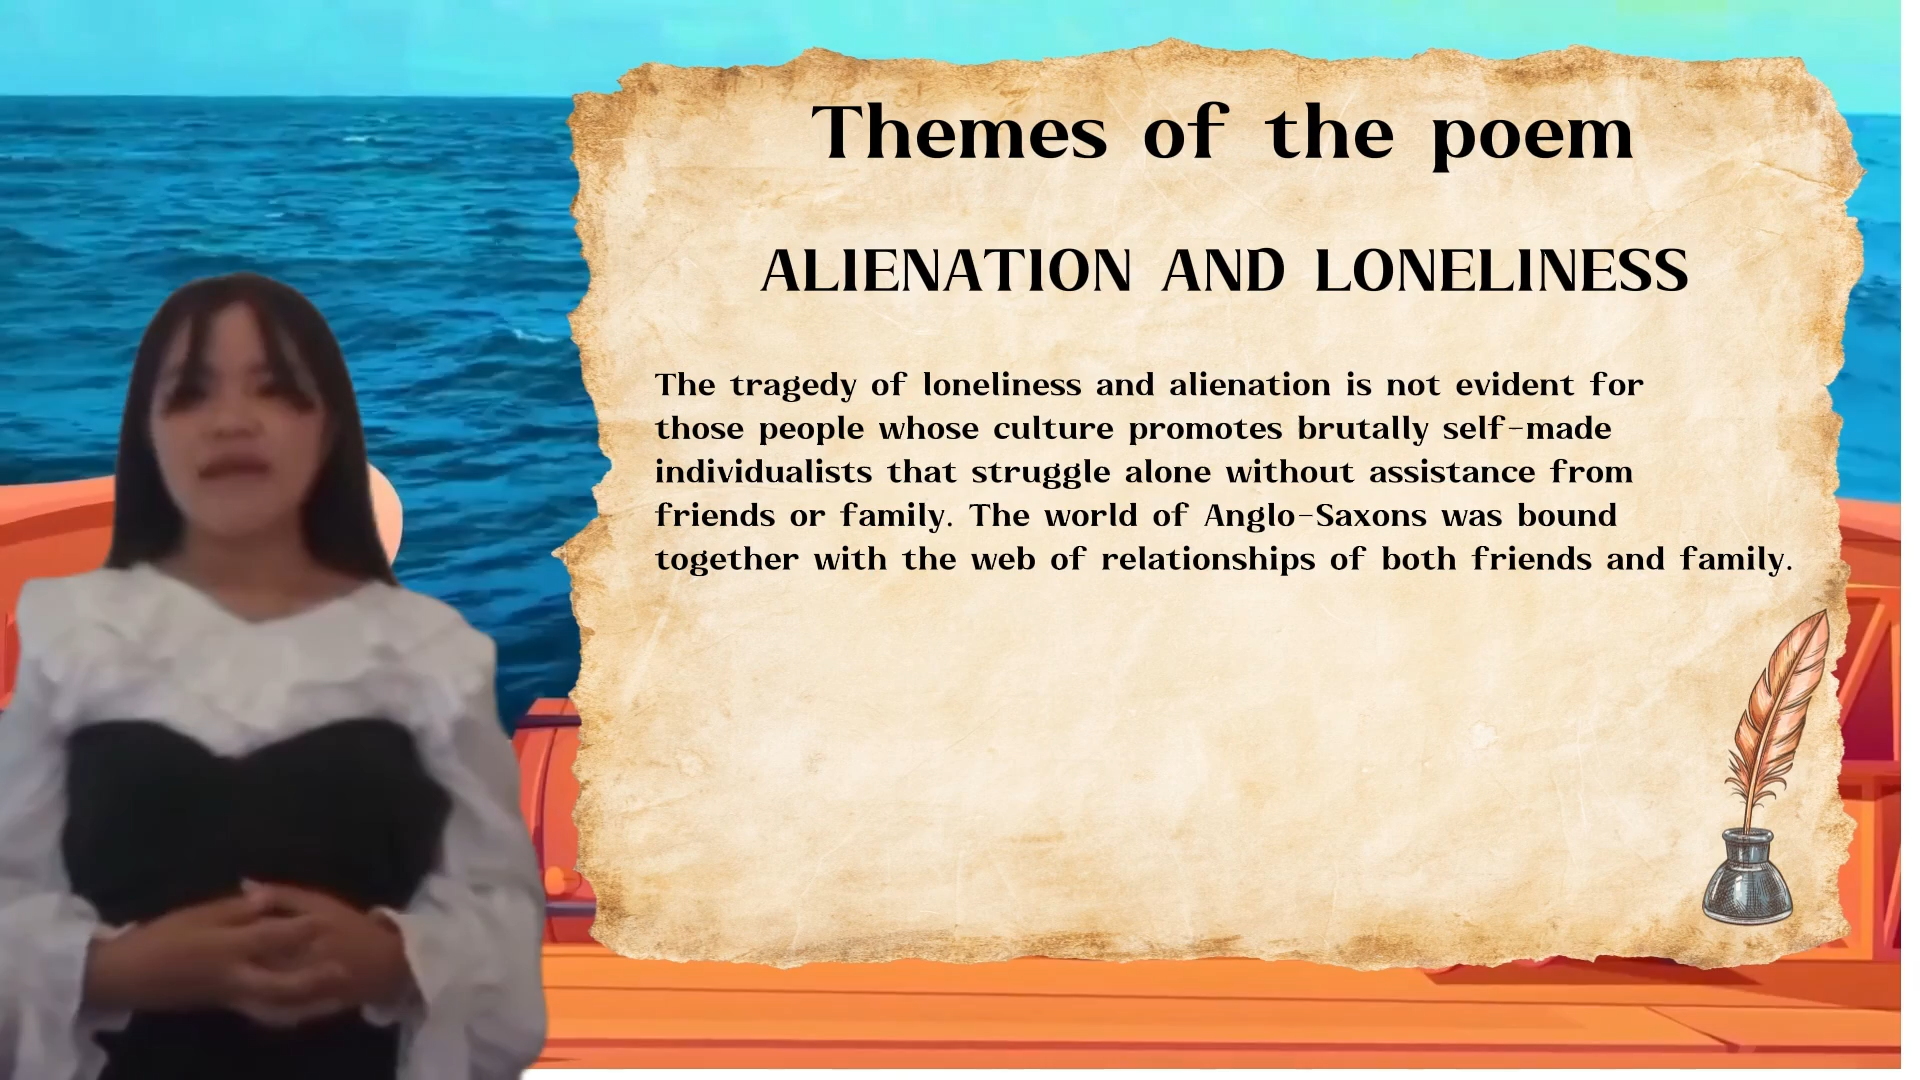 Themes of the poem
ALIENATION AND LONELINESS
The tragedy of loneliness and alienation is not evident for
those people whose culture promotes brutally self-made
individualists that struggle alone without assistance from
friends or family. The world of Anglo-Saxons was bound
together with the web of relationships of both friends and family.